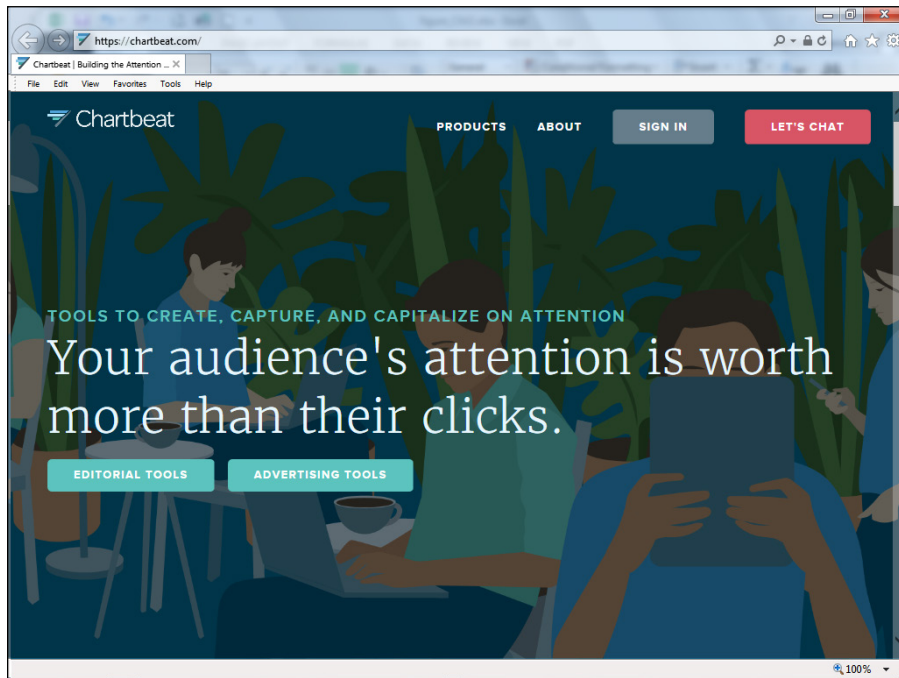 https://chartbeat.com/
Chartbeat | Building the Attention ...
File Edit View Favorites Tools Help
Chartbeat
PRODUCTS ABOUT SIGN IN LET'S CHAT
TOOLS TO CREATE, CAPTURE, AND CAPITALIZE ON ATTENTION
Your audience's attention is worth
more than their clicks.
EDITORIAL TOOLS ADVERTISING TOOLS
100%